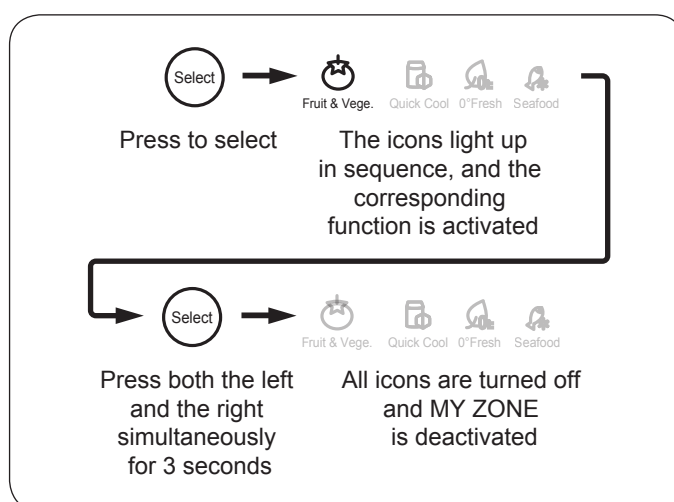 Select
Fruit & Vege. Quick Cool 0°Fresh Seafood
Press to select
The icons light up
in sequence, and the
corresponding
function is activated
Select
Fruit & Vege. Quick Cool 0°Fresh Seafood
Press both the left
and the right
simultaneously
for 3 seconds
All icons are turned off
and MY ZONE
is deactivated